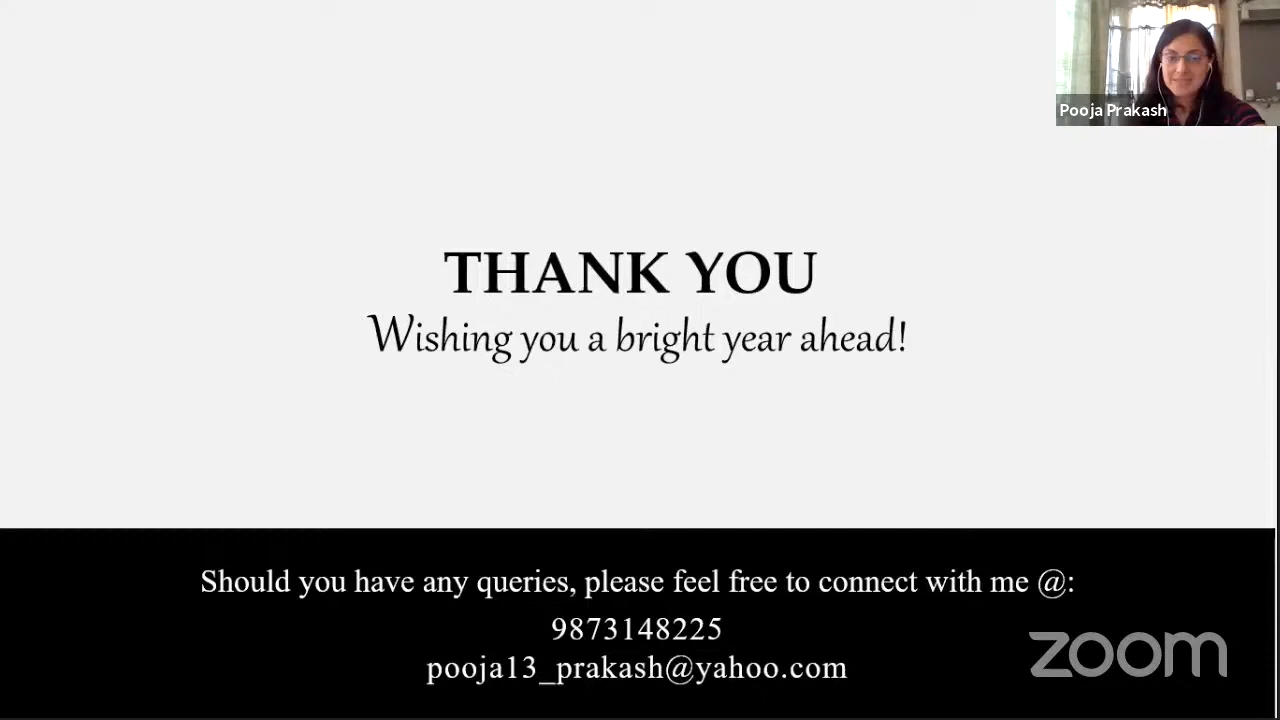 Pooja Prakash
THANK YOU
Wishing you a bright year ahead!
Should you have any queries, please feel free to connect with me @:
9873148225
pooja13_prakash@yahoo.com
zoom